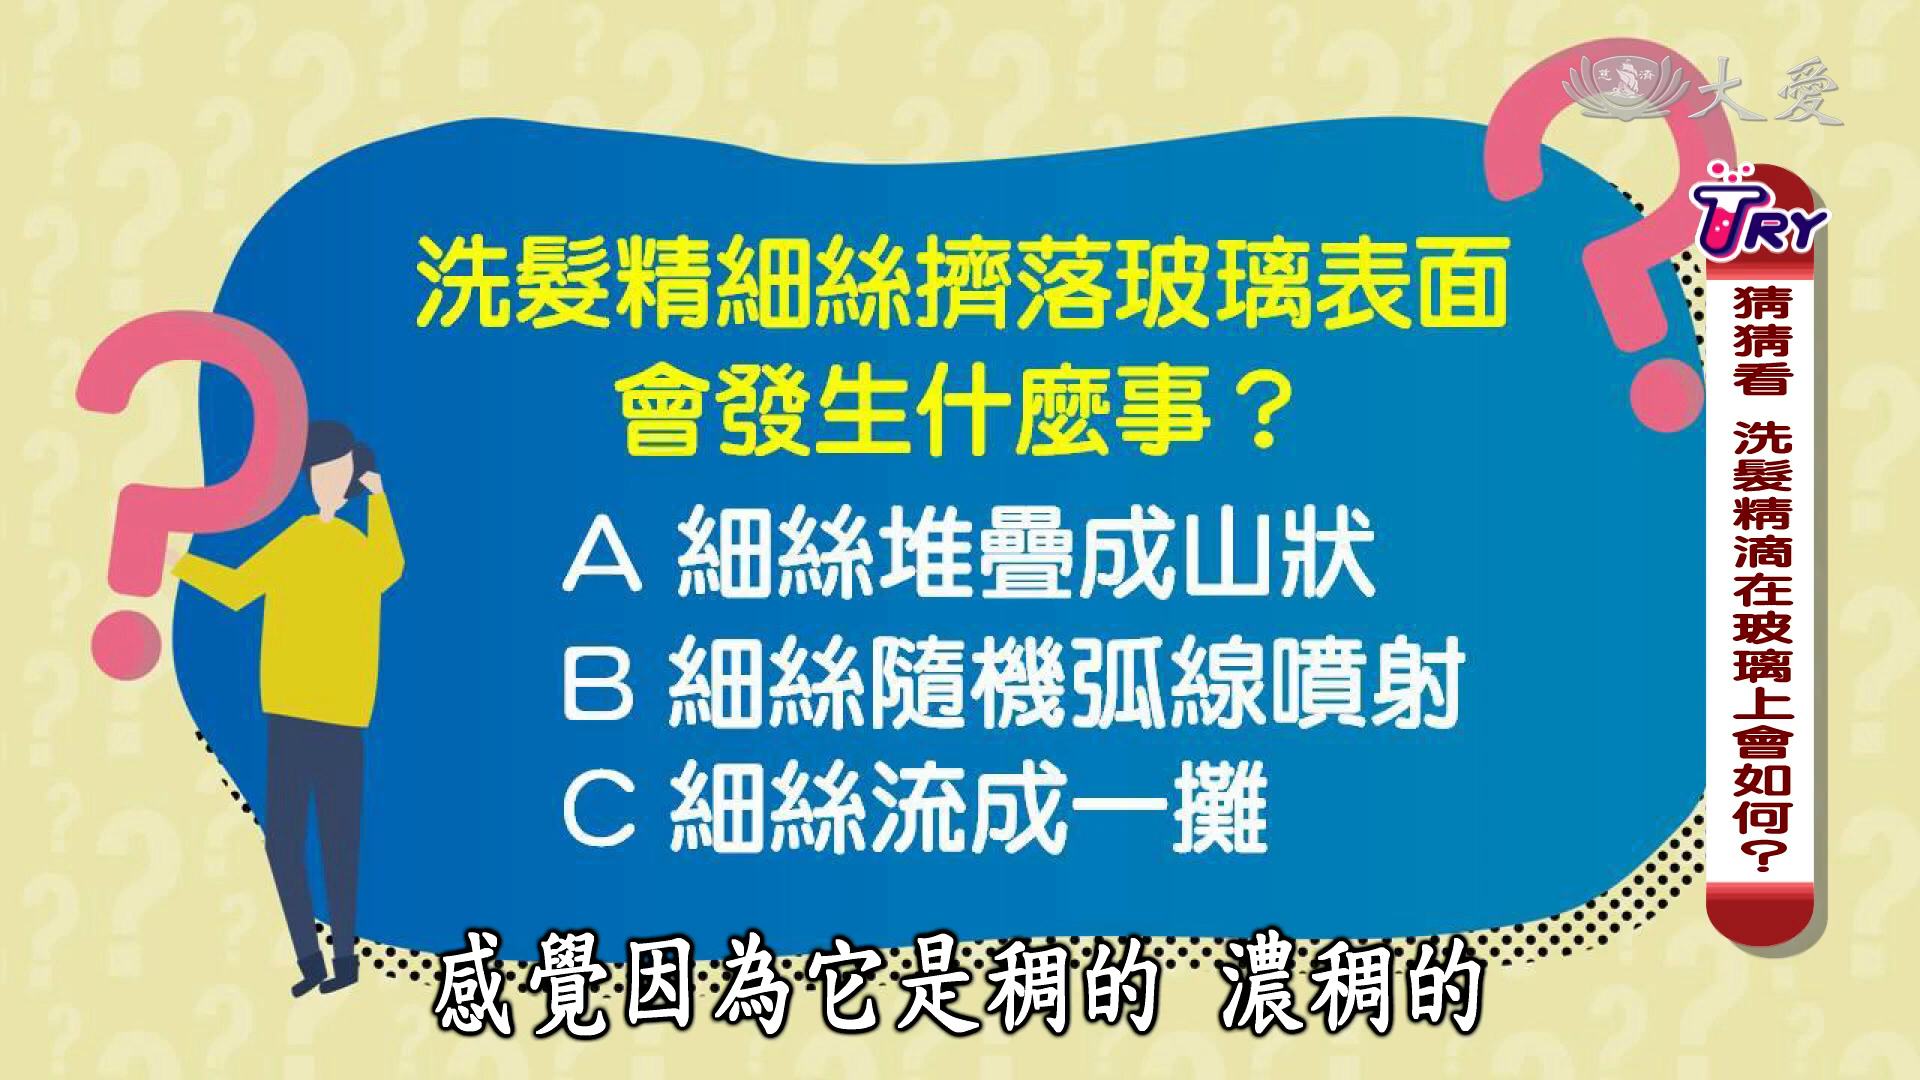 慈濟
大愛
TRY
洗髮精細絲擠落玻璃表面
會發生什麼事？
A 細絲堆疊成山狀
B 細絲隨機弧線噴射
C 細絲流成一攤
猜猜看 洗髮精滴在玻璃上會如何?
感覺因為它是稠的 濃稠的